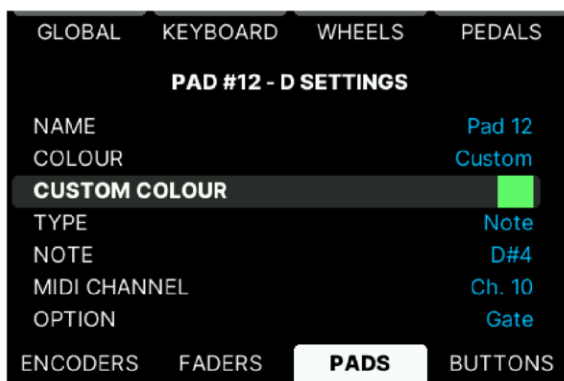 GLOBAL KEYBOARD WHEELS PEDALS
PAD #12 - D SETTINGS
NAME Pad 12
COLOUR Custom
CUSTOM COLOUR
TYPE Note
NOTE D#4
MIDI CHANNEL Ch. 10
OPTION Gate
ENCODERS FADERS PADS BUTTONS